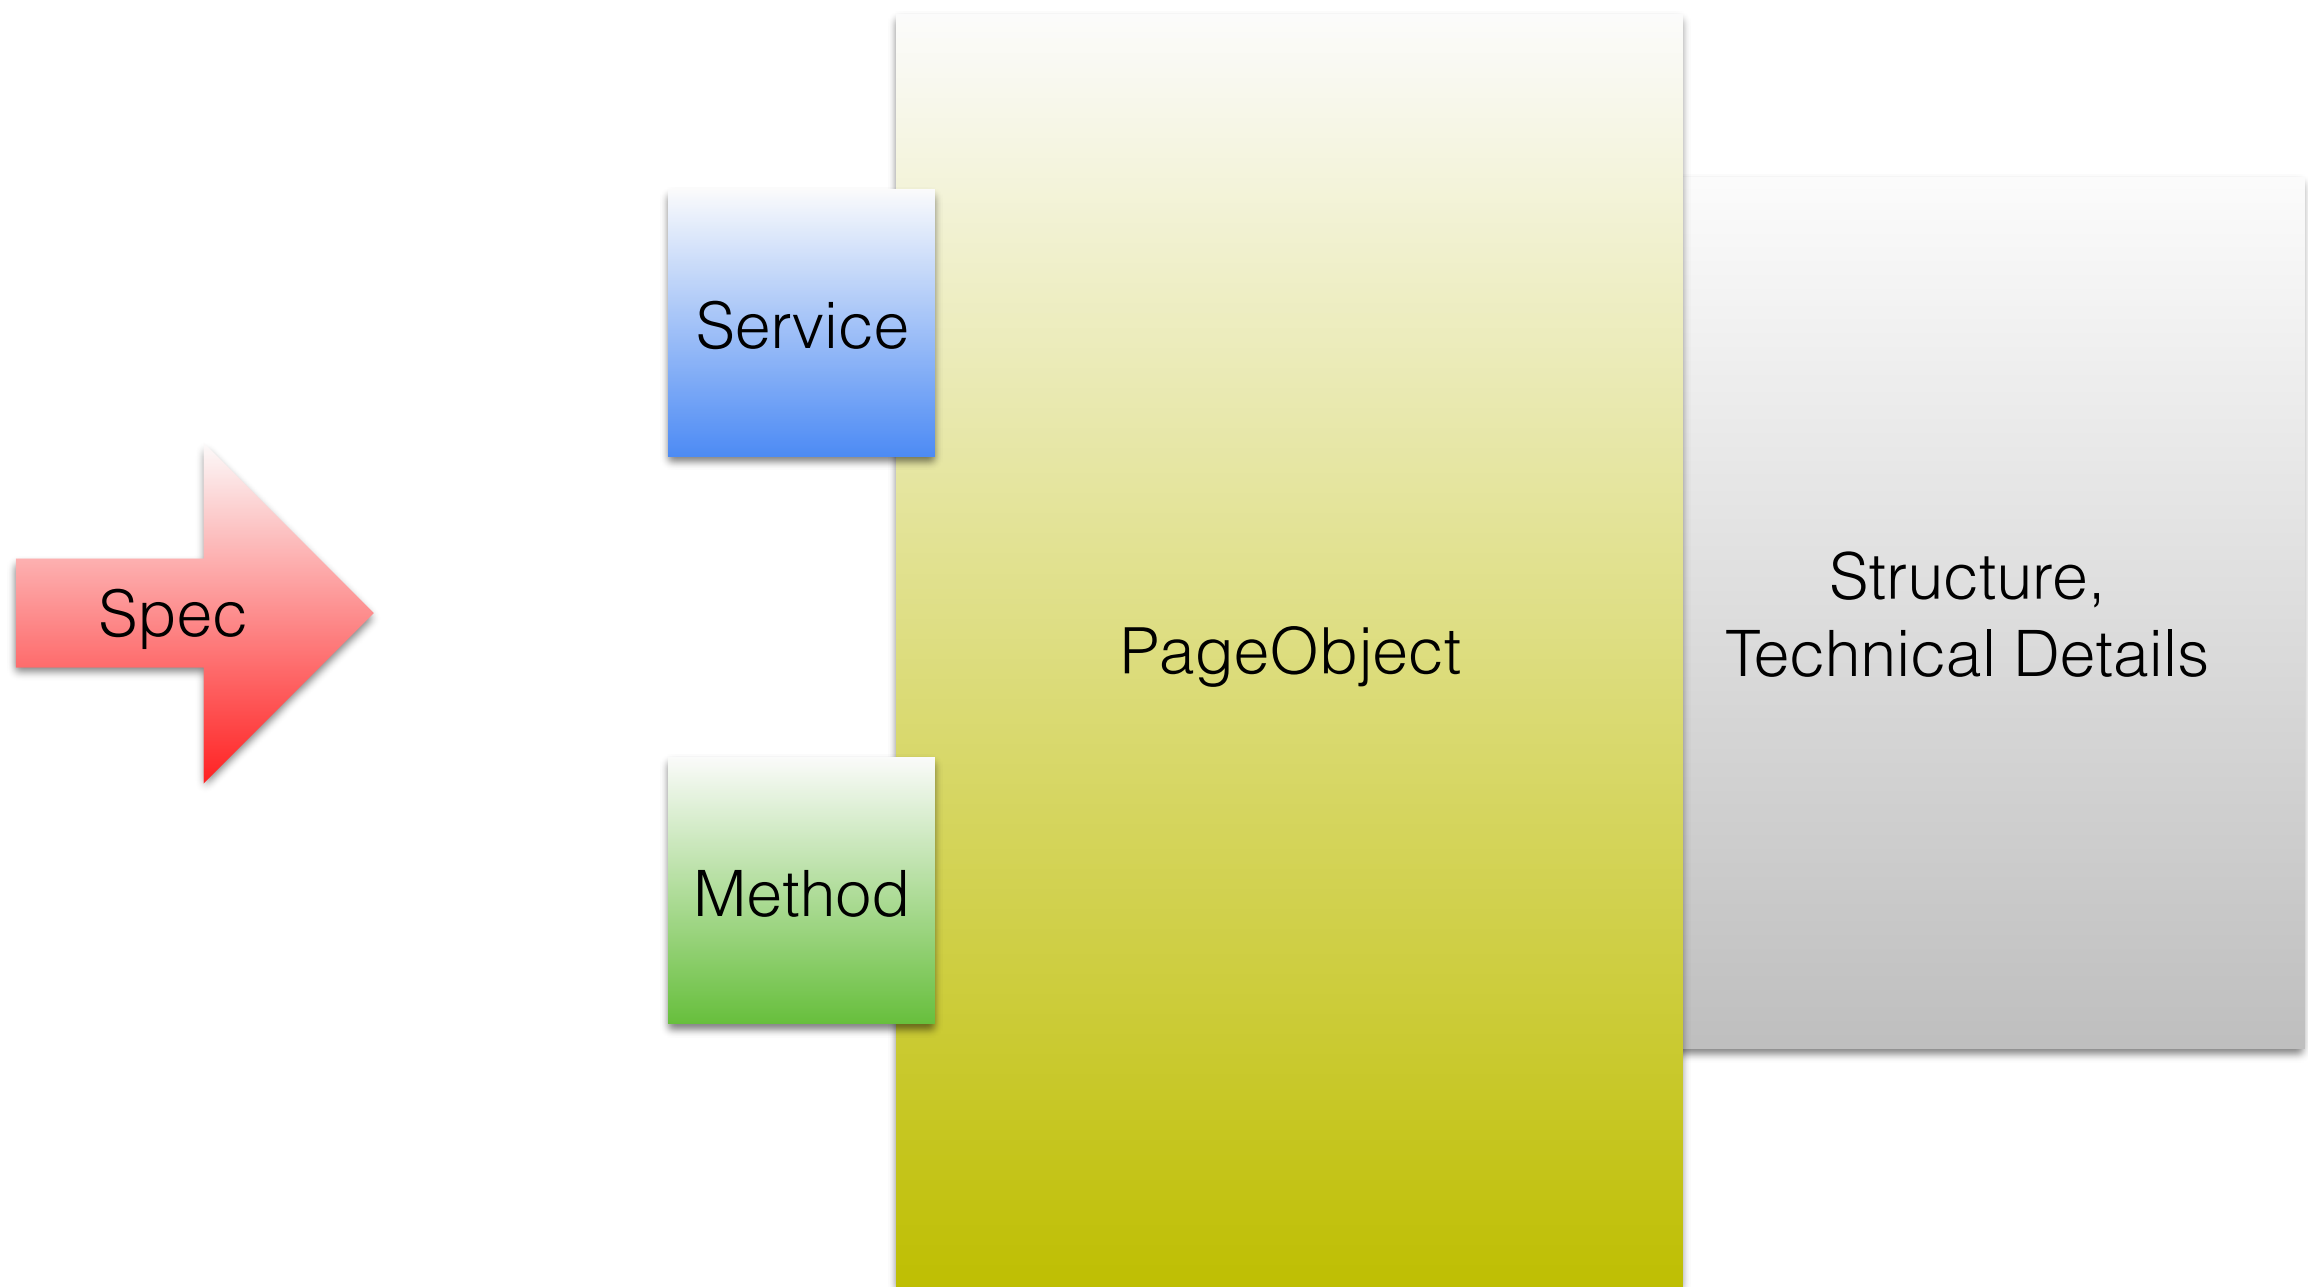 Spec
Service
Method
PageObject
Structure,
Technical Details